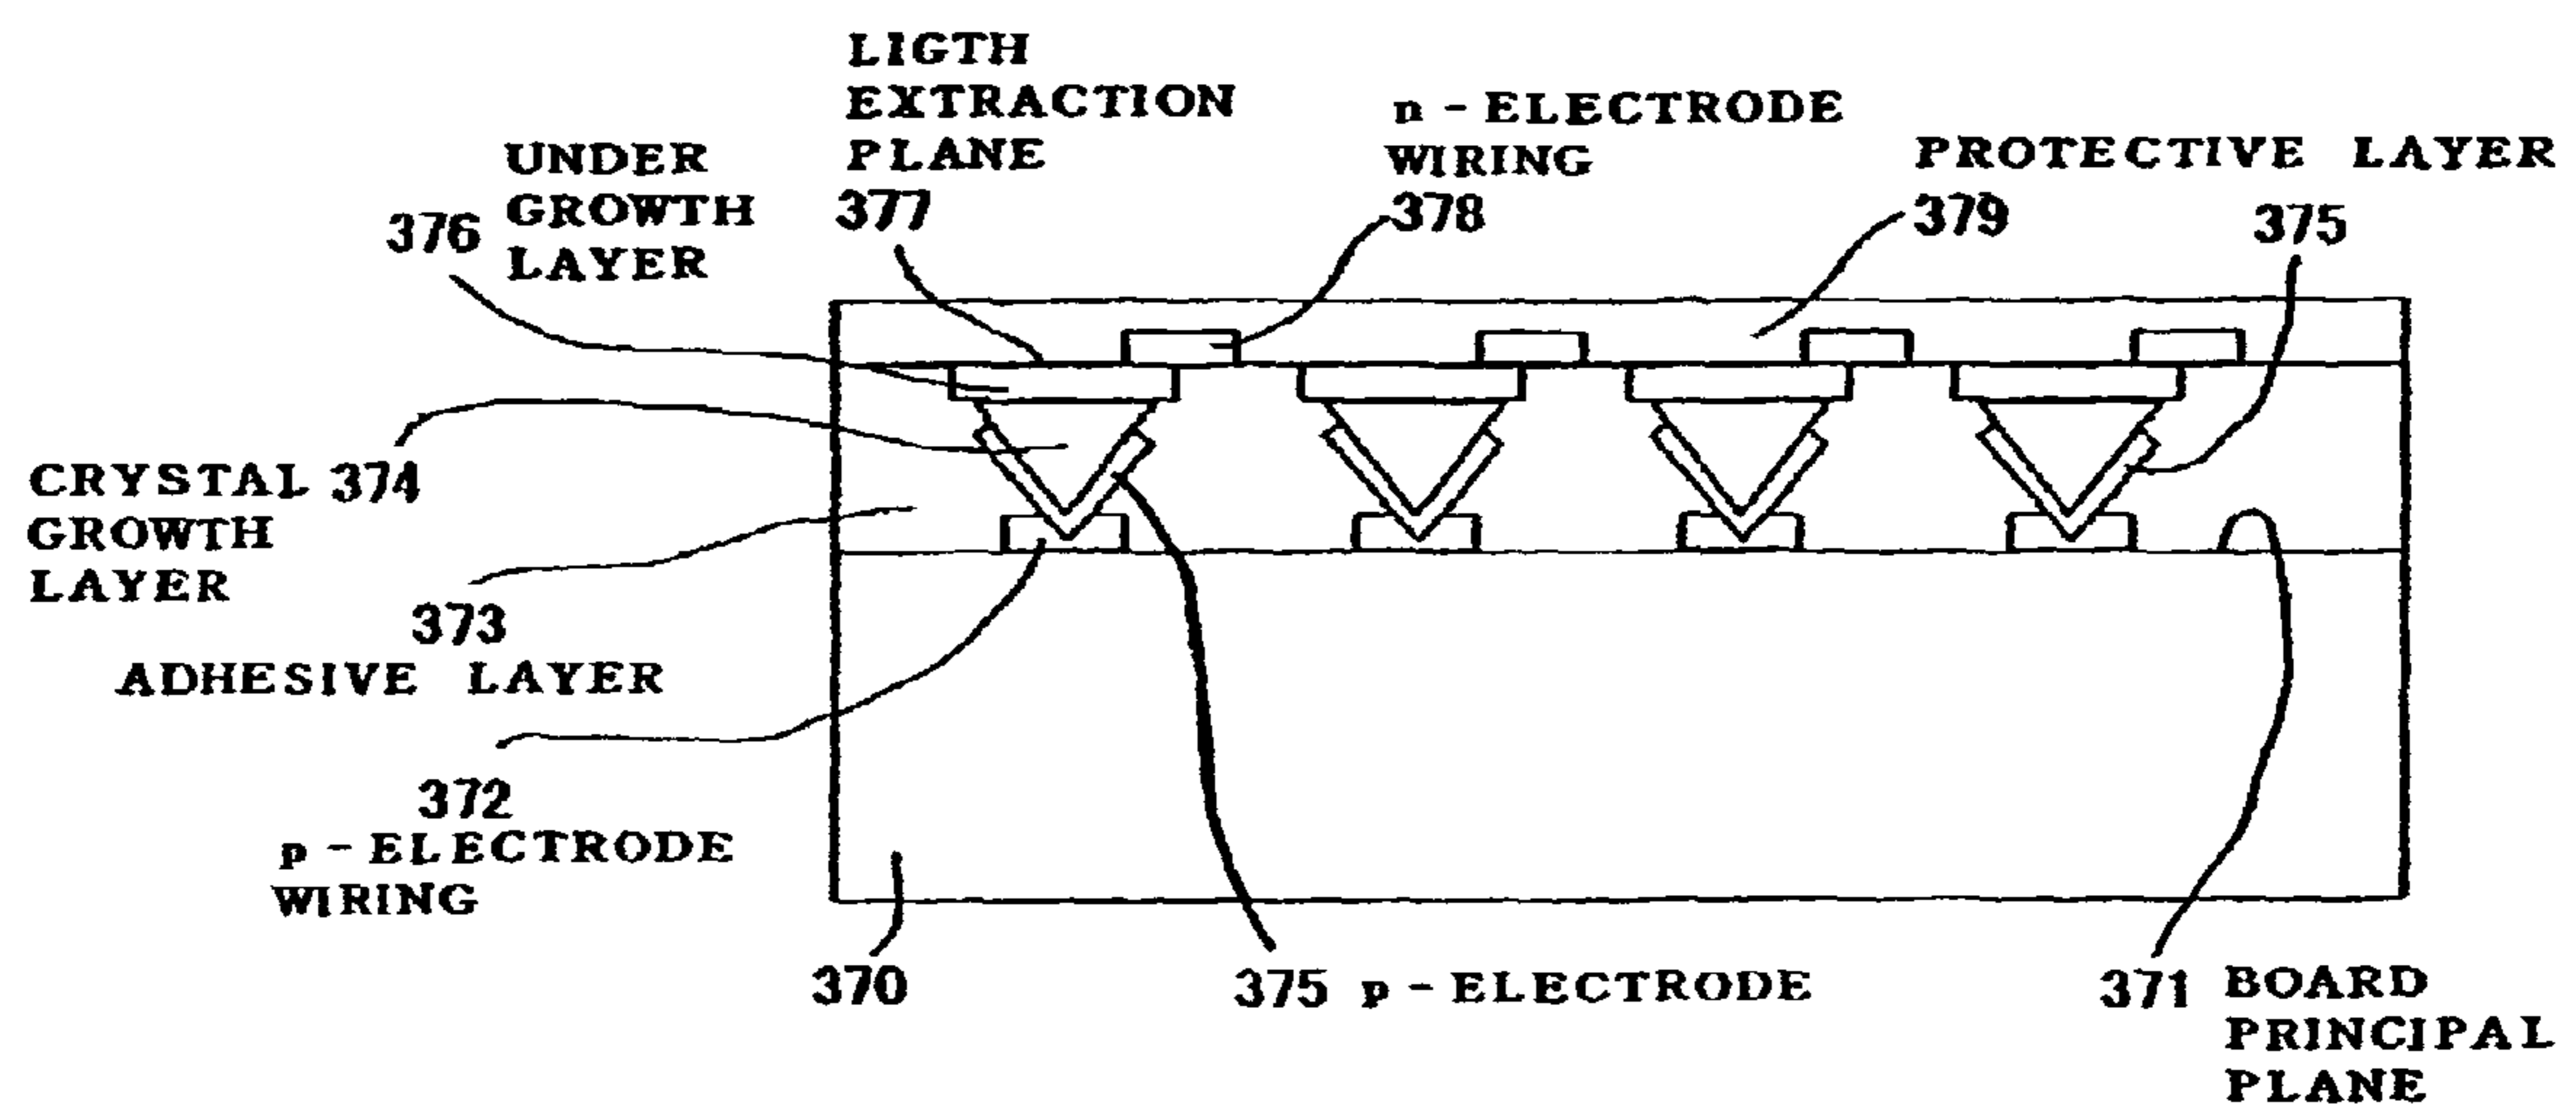 LIGTH
EXTRACTION
PLANE
377
n - ELECTRODE
WIRING
378
PROTECTIVE LAYER
379
375
UNDER
GROWTH
LAYER
376
CRYSTAL 374
GROWTH
LAYER
373
ADHESIVE LAYER
372
p - ELECTRODE
WIRING
370
375 p - ELECTRODE
371 BOARD
PRINCIPAL
PLANE